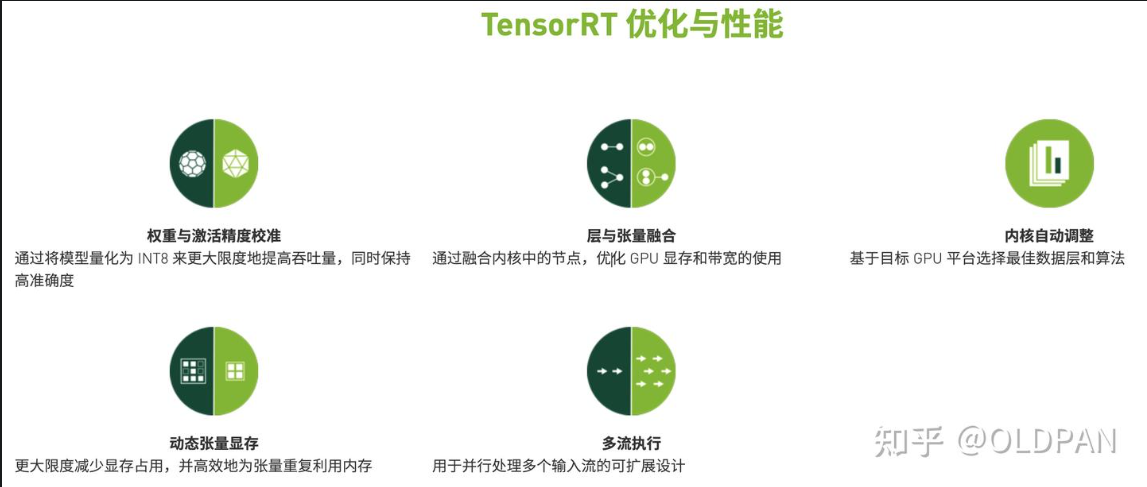 TensorRT 优化与性能
权重与激活精度校准
通过将模型量化为 INT8 来更大限度地提高吞吐量，同时保持
高准确度
层与张量融合
通过融合内核中的节点，优化 GPU 显存和带宽的使用
内核自动调整
基于目标 GPU 平台选择最佳数据层和算法
动态张量显存
更大限度减少显存占用，并高效地为张量重复利用内存
多流执行
用于并行处理多个输入流的可扩展设计
知乎 @OLDPAN